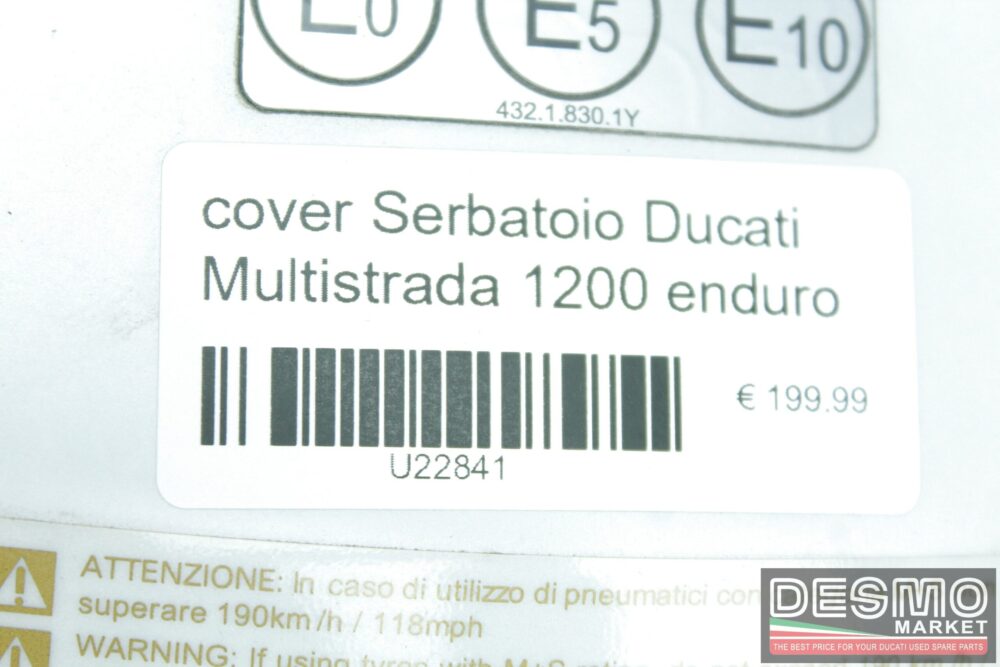 E0 E5 E10
432.1.830.1Y
cover Serbatoio Ducati
Multistrada 1200 enduro
€ 199.99
U22841
ATTENZIONE: In caso di utilizzo di pneumatici con
superare 190km/h / 118mph
WARNING: If using tyres with M+S
DESMO
MARKET
THE BEST PRICE FOR YOUR DUCATI USED SPARE PARTS